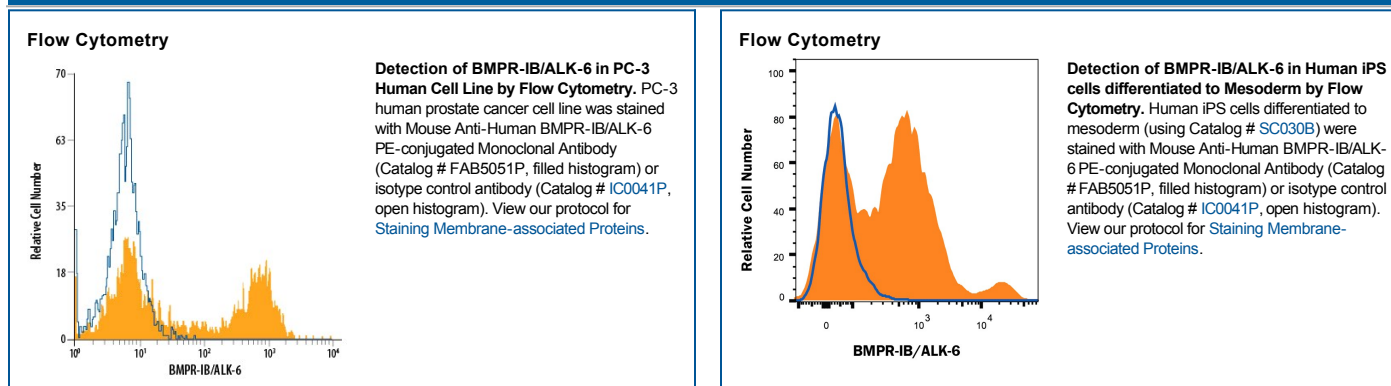 Flow Cytometry
70
63
35
18
0
10⁰
10¹
10²
10³
10⁴
Relative Cell Number
BMPR-IB/ALK-6
Detection of BMPR-IB/ALK-6 in PC-3
Human Cell Line by Flow Cytometry. PC-3
human prostate cancer cell line was stained
with Mouse Anti-Human BMPR-IB/ALK-6
PE-conjugated Monoclonal Antibody
(Catalog # FAB5051P, filled histogram) or
isotype control antibody (Catalog # IC0041P,
open histogram). View our protocol for
Staining Membrane-associated Proteins.
Flow Cytometry
100
80
60
40
20
0
0
10³
10⁴
Relative Cell Number
BMPR-IB/ALK-6
Detection of BMPR-IB/ALK-6 in Human iPS
cells differentiated to Mesoderm by Flow
Cytometry. Human iPS cells differentiated to
mesoderm (using Catalog # SC030B) were
stained with Mouse Anti-Human BMPR-IB/ALK-
6 PE-conjugated Monoclonal Antibody (Catalog
# FAB5051P, filled histogram) or isotype control
antibody (Catalog # IC0041P, open histogram).
View our protocol for Staining Membrane-
associated Proteins.